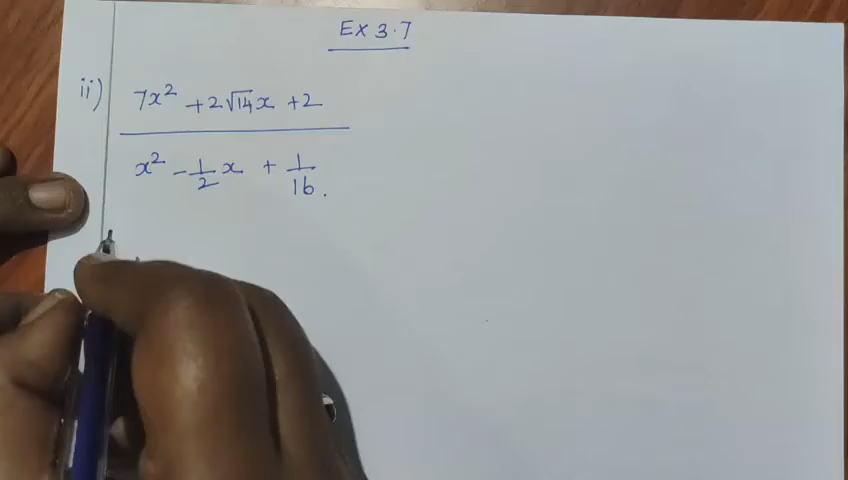 Ex 3.7
ii) 7x² + 2√14x + 2
x² - 1/2 x + 1/16.